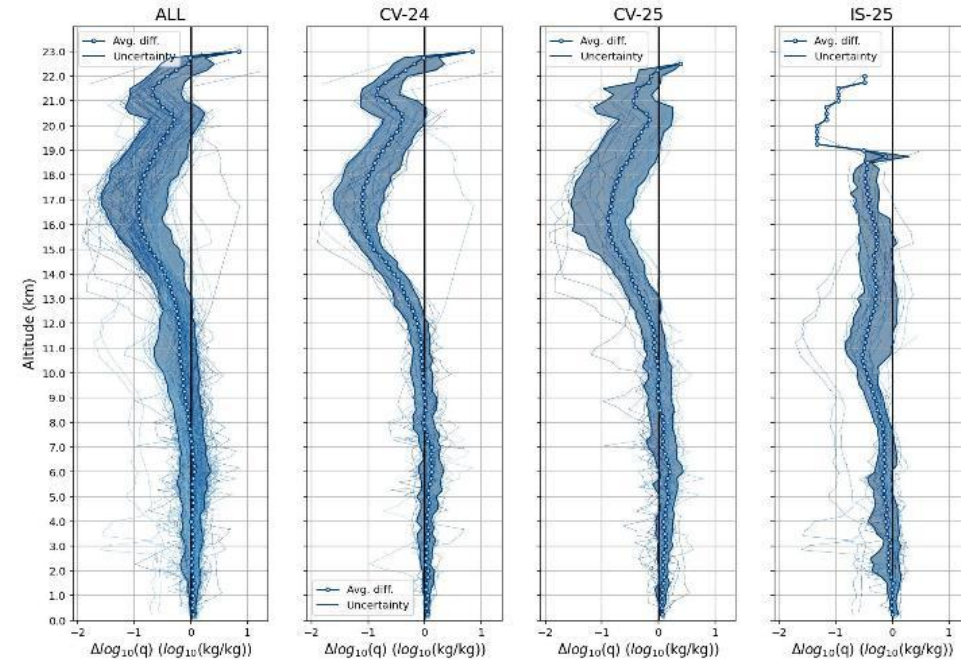 ALL
CV-24
CV-25
IS-25
Avg. diff.
Uncertainty
Avg. diff.
Uncertainty
Avg. diff.
Uncertainty
Avg. diff.
Uncertainty
Altitude (km)
23.0
22.0
21.0
20.0
19.0
18.0
17.0
16.0
15.0
14.0
13.0
12.0
11.0
10.0
9.0
8.0
7.0
6.0
5.0
4.0
3.0
2.0
1.0
0.0
−2 −1 0 1
−2 −1 0 1
−2 −1 0 1
−2 −1 0 1
Δlog₁₀(q) (log₁₀(kg/kg))
Δlog₁₀(q) (log₁₀(kg/kg))
Δlog₁₀(q) (log₁₀(kg/kg))
Δlog₁₀(q) (log₁₀(kg/kg))